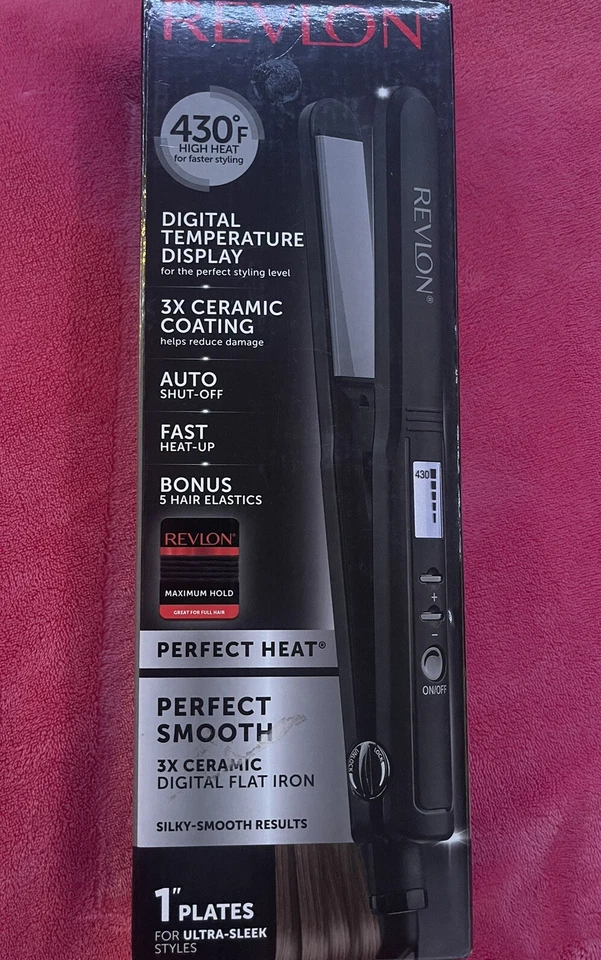 REVLON®
430°F
HIGH HEAT
for faster styling
DIGITAL
TEMPERATURE
DISPLAY
for the perfect styling level
3X CERAMIC
COATING
helps reduce damage
AUTO
SHUT-OFF
FAST
HEAT-UP
BONUS
5 HAIR ELASTICS
REVLON®
MAXIMUM HOLD
GREAT FOR FULL HAIR
PERFECT HEAT®
PERFECT
SMOOTH
3X CERAMIC
DIGITAL FLAT IRON
SILKY-SMOOTH RESULTS
1" PLATES
FOR ULTRA-SLEEK
STYLES
REVLON®
430
+
-
ON/OFF
UNLOCK LOCK